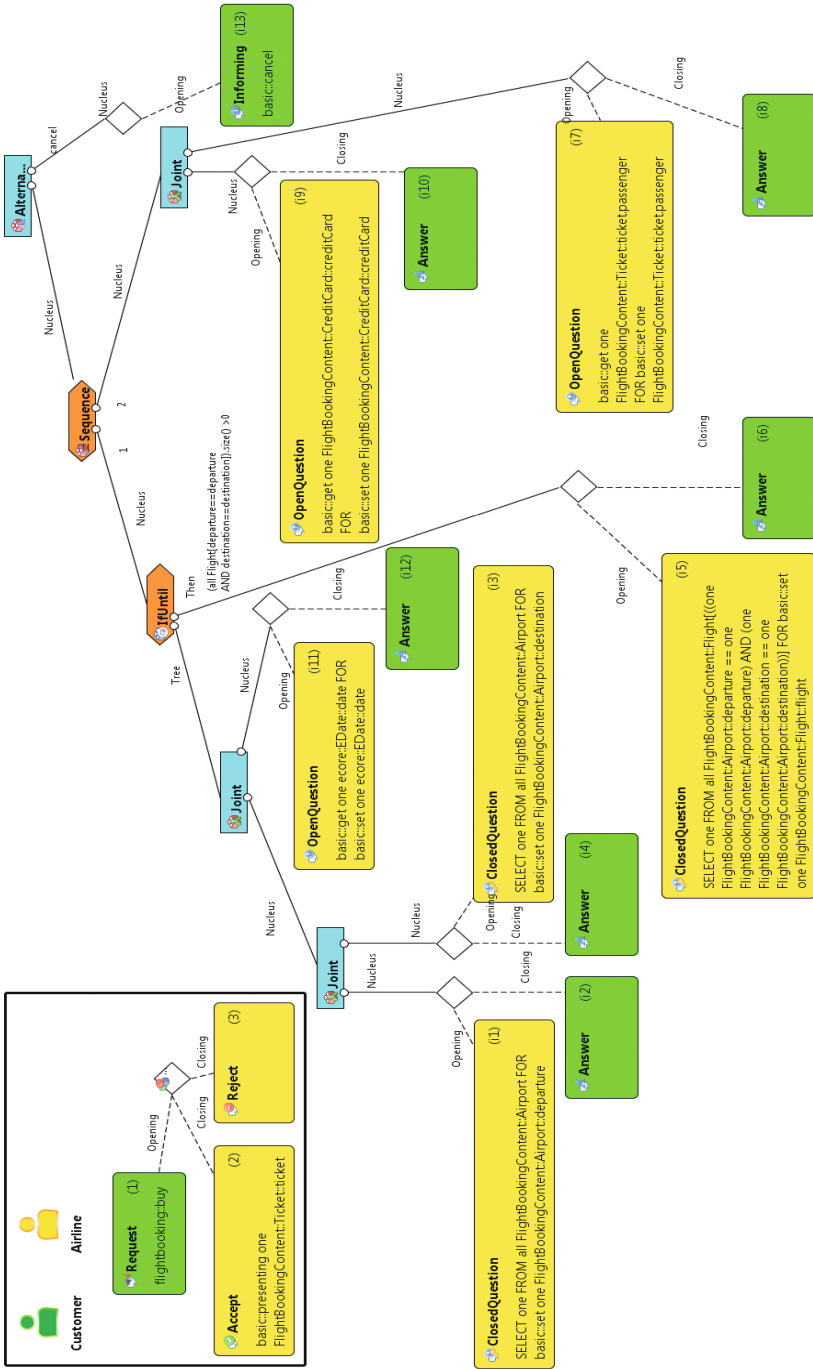 Customer
Airline
Request (1)
flightbooking::buy
Opening
Closing
Closing
Accept (2)
basic::presenting one
FlightBookingContent::Ticket::ticket
Reject (3)
Alterna...
Nucleus
cancel
Nucleus
Opening
Informing (i13)
basic::cancel
Sequence
1
2
Nucleus
Nucleus
IfUntil
Tree
Then
(all Flight[departure==departure
AND destination==destination]).size() >0
Joint
Nucleus
Nucleus
Opening
Closing
OpenQuestion (i9)
basic::get one FlightBookingContent::CreditCard::creditCard
FOR
basic::set one FlightBookingContent::CreditCard::creditCard
Answer (i10)
Opening
Closing
OpenQuestion (i7)
basic::get one
FlightBookingContent::Ticket::ticket.passenger
FOR basic::set one
FlightBookingContent::Ticket::ticket.passenger
Answer (i8)
Joint
Nucleus
Nucleus
Opening
Closing
OpenQuestion (i11)
basic::get one ecore::EDate::date FOR
basic::set one ecore::EDate::date
Answer (i12)
Joint
Nucleus
Nucleus
Opening
Closing
Opening
Closing
ClosedQuestion (i1)
SELECT one FROM all FlightBookingContent::Airport FOR
basic::set one FlightBookingContent::Airport::departure
Answer (i2)
ClosedQuestion (i3)
SELECT one FROM all FlightBookingContent::Airport FOR
basic::set one FlightBookingContent::Airport::destination
Answer (i4)
Opening
Closing
ClosedQuestion (i5)
SELECT one FROM all FlightBookingContent::Flight[((one
FlightBookingContent::Airport::departure == one
FlightBookingContent::Airport::departure) AND (one
FlightBookingContent::Airport::destination == one
FlightBookingContent::Airport::destination))] FOR basic::set
one FlightBookingContent::Flight::flight
Answer (i6)